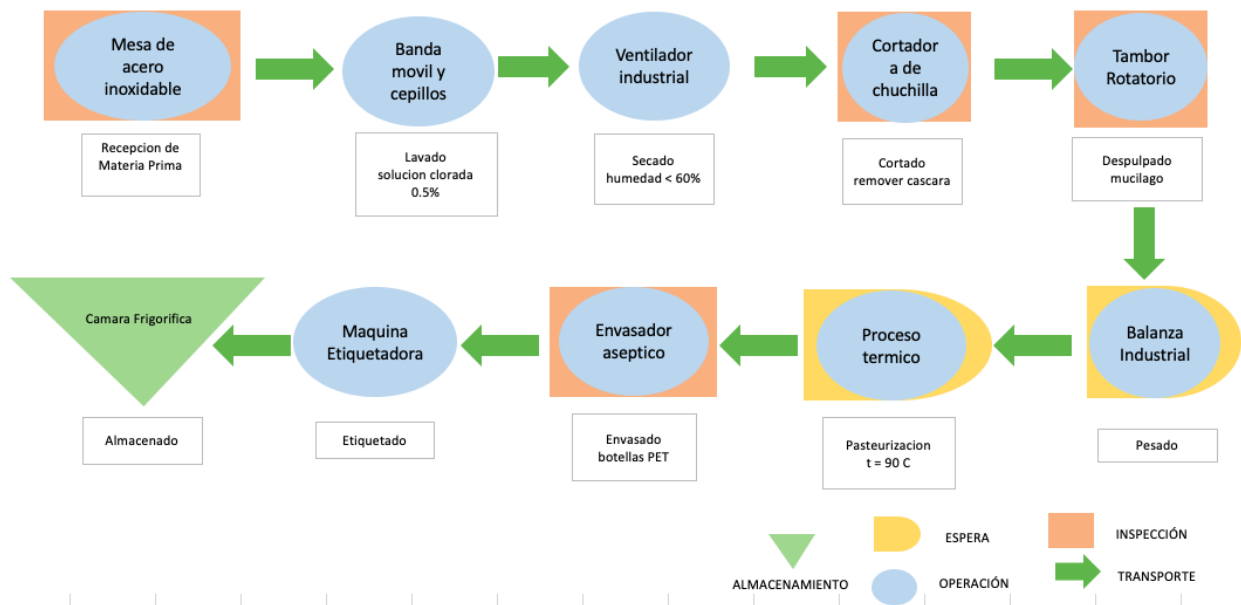 Mesa de
acero
inoxidable
Banda
movil y
cepillos
Ventilador
industrial
Cortador
a de
chuchilla
Tambor
Rotatorio
Recepcion de
Materia Prima
Lavado
solucion clorada
0.5%
Secado
humedad < 60%
Cortado
remover cascara
Despulpado
mucilago
Camara Frigorifica
Maquina
Etiquetadora
Envasador
aseptico
Proceso
termico
Balanza
Industrial
Almacenado
Etiquetado
Envasado
botellas PET
Pasteurizacion
t = 90 C
Pesado
ALMACENAMIENTO
ESPERA
OPERACIÓN
INSPECCIÓN
TRANSPORTE